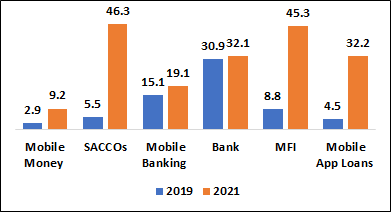 46.3
45.3
30.9 32.1
32.2
15.1 19.1
2.9 9.2
5.5
8.8
4.5
Mobile Money
SACCOs
Mobile Banking
Bank
MFI
Mobile App Loans
2019 2021